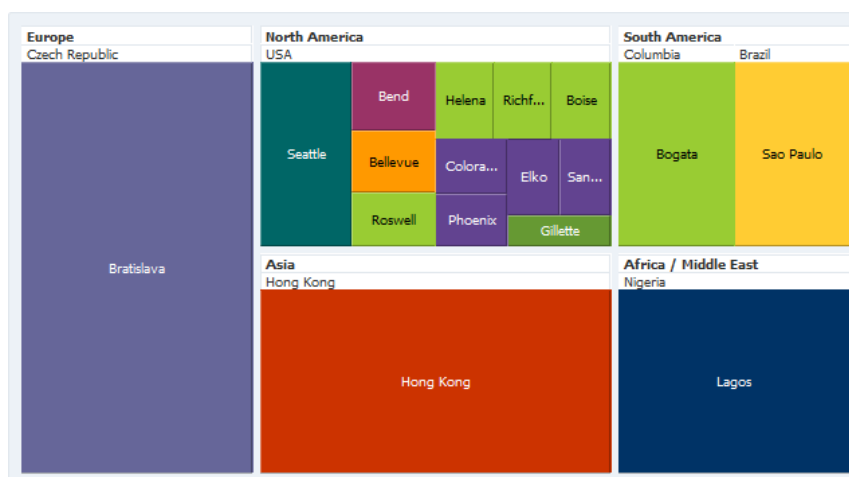 Europe
Czech Republic
Bratislava
North America
USA
Seattle
Bend
Bellevue
Roswell
Helena
Richf...
Boise
Colora...
Phoenix
Elko
San...
Gillette
South America
Columbia
Brazil
Bogata
Sao Paulo
Asia
Hong Kong
Hong Kong
Africa / Middle East
Nigeria
Lagos